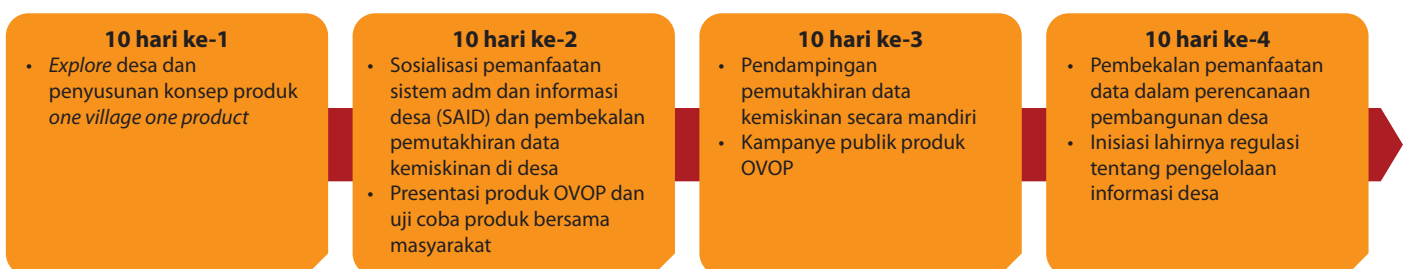 10 hari ke-1
• Explore desa dan
penyusunan konsep produk
one village one product
10 hari ke-2
• Sosialisasi pemanfaatan
sistem adm dan informasi
desa (SAID) dan pembekalan
pemutakhiran data
kemiskinan di desa
• Presentasi produk OVOP dan
uji coba produk bersama
masyarakat
10 hari ke-3
• Pendampingan
pemutakhiran data
kemiskinan secara mandiri
• Kampanye publik produk
OVOP
10 hari ke-4
• Pembekalan pemanfaatan
data dalam perencanaan
pembangunan desa
• Inisiasi lahirnya regulasi
tentang pengelolaan
informasi desa